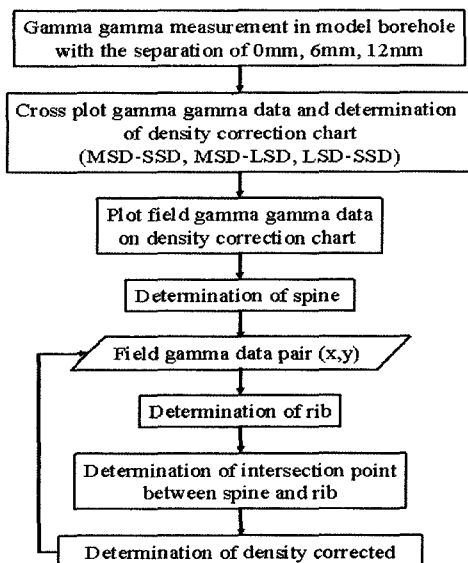 Gamma gamma measurement in model borehole
with the separation of 0mm, 6mm, 12mm
Cross plot gamma gamma data and determination
of density correction chart
(MSD-SSD, MSD-LSD, LSD-SSD)
Plot field gamma gamma data
on density correction chart
Determination of spine
Field gamma data pair (x,y)
Determination of rib
Determination of intersection point
between spine and rib
Determination of density corrected